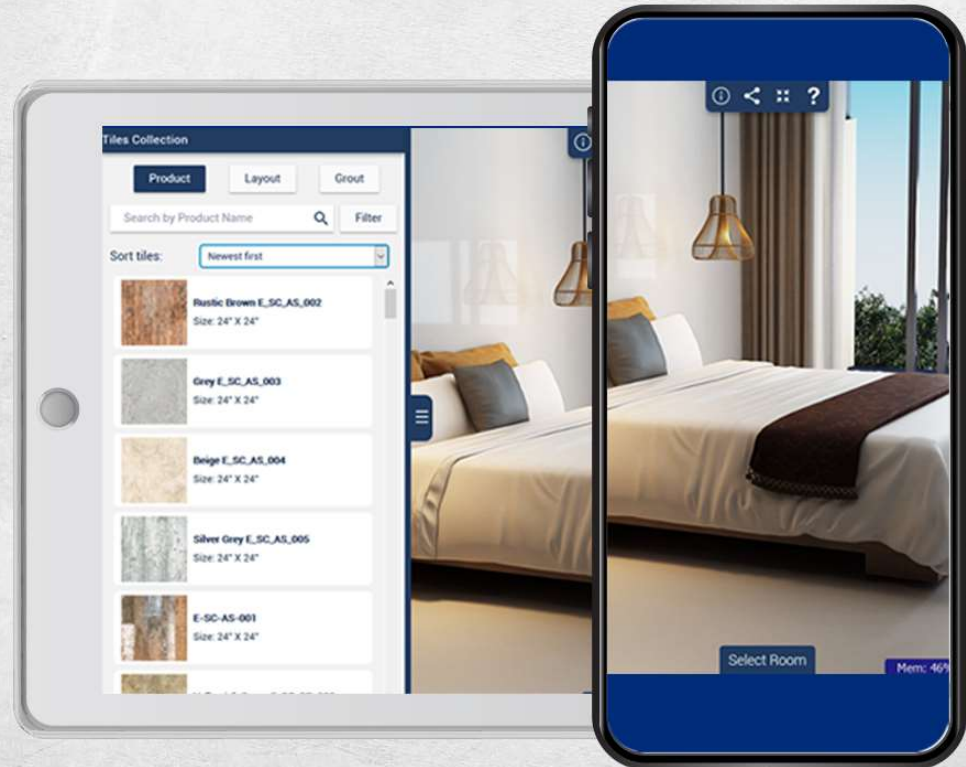 Tiles Collection
Product Layout Grout
Search by Product Name Filter
Sort tiles: Newest first
Rustic Brown E_SC_AS_002
Size: 24" X 24"
Grey E_SC_AS_003
Size: 24" X 24"
Beige E_SC_AS_004
Size: 24" X 24"
Silver Grey E_SC_AS_005
Size: 24" X 24"
E-SC-AS-001
Size: 24" X 24"
?
Select Room
Mem: 46%